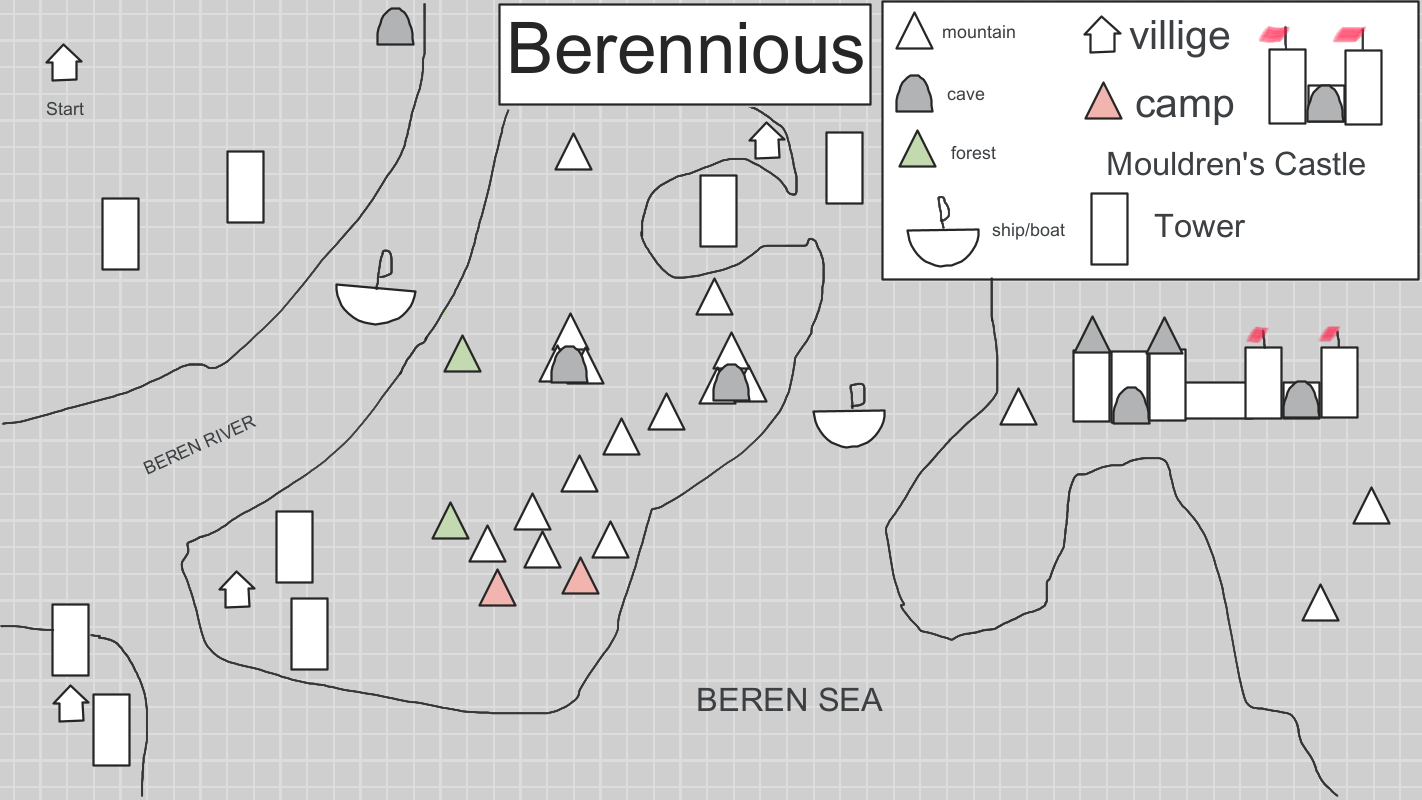 Berennious
mountain
villige
cave
camp
forest
Mouldren's Castle
ship/boat
Tower
Start
BEREN RIVER
BEREN SEA